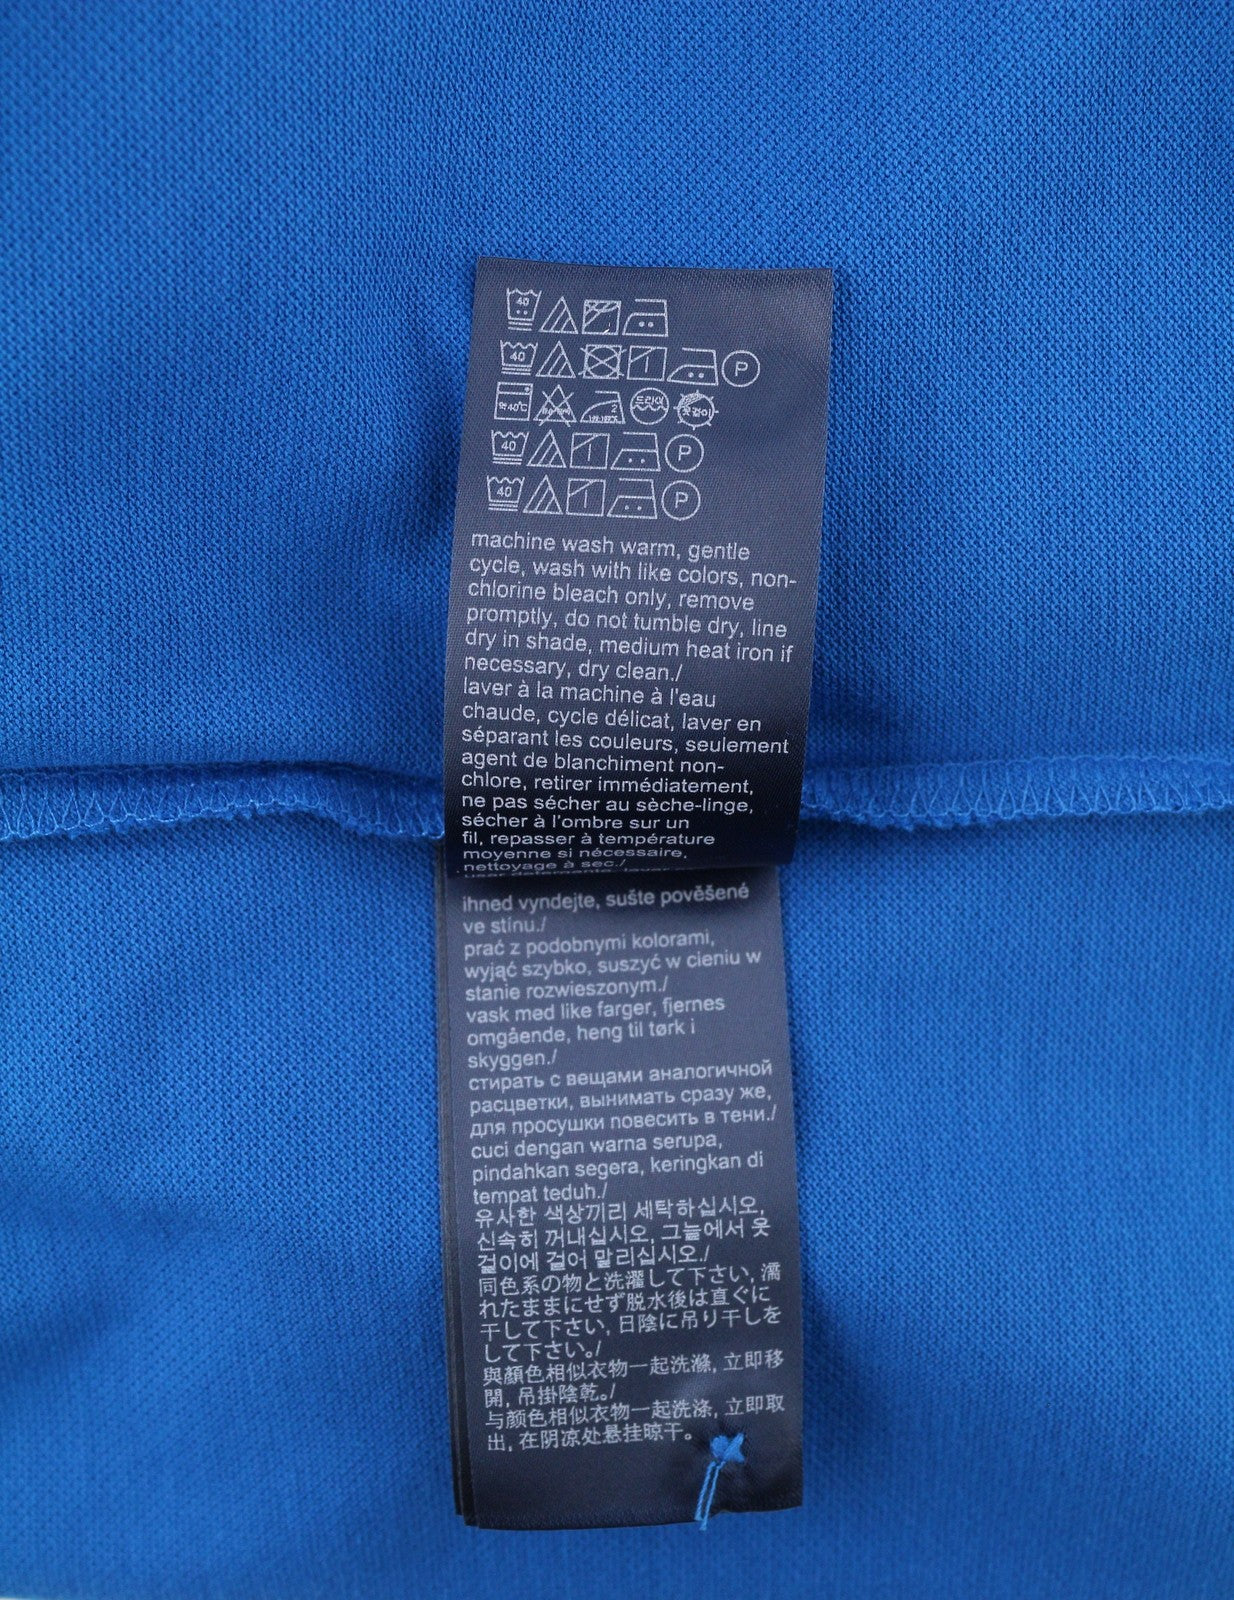 40
40 P
약 40℃ 드라이 옷걸이
40 P
40 P
machine wash warm, gentle
cycle, wash with like colors, non-
chlorine bleach only, remove
promptly, do not tumble dry, line
dry in shade, medium heat iron if
necessary, dry clean./
laver à la machine à l'eau
chaude, cycle délicat, laver en
séparant les couleurs, seulement
agent de blanchiment non-
chlore, retirer immédiatement,
ne pas sécher au sèche-linge,
sécher à l'ombre sur un
fil, repasser à température
moyenne si nécessaire,
nettoyage à sec./
ihned vyndejte, sušte pověšené
ve stínu./
prać z podobnymi kolorami,
wyjąć szybko, suszyć w cieniu w
stanie rozwieszonym./
vask med like farger, fjernes
omgående, heng til tørk i
skyggen./
стирать с вещами аналогичной
расцветки, вынимать сразу же,
для просушки повесить в тени./
cuci dengan warna serupa,
pindahkan segera, keringkan di
tempat teduh./
유사한 색상끼리 세탁하십시오,
신속히 꺼내십시오, 그늘에서 옷
걸이에 걸어 말리십시오./
同色系の物と洗濯して下さい, 濡
れたままにせず脱水後は直ぐに
干して下さい, 日陰に吊り干しを
して下さい。/
與顏色相似衣物一起洗滌, 立即移
開, 吊掛陰乾。/
与颜色相似衣物一起洗涤, 立即取
出, 在阴凉处悬挂晾干。